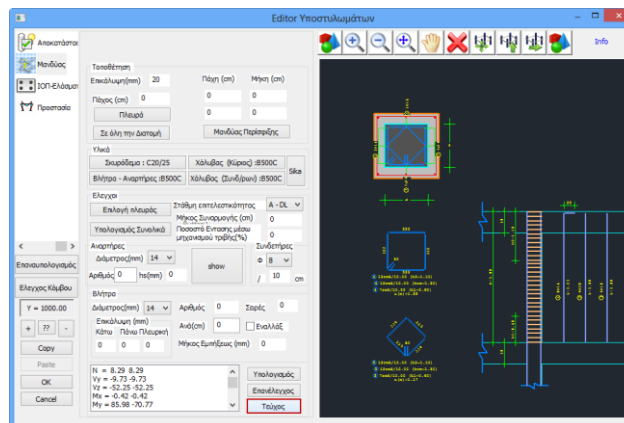 Editor Υποστυλωμάτων
Αποκατάσταση
Info
Μανδύας
Τοποθέτηση
Επικάλυψη(mm) 20 Πάχη (cm) Μήκη (cm)
ΙΟΠ-Ελάσματ
0 0
Πάχος (cm) 0
Προστασία
Πλευρά 0 0
Σε όλη την Διατομή Μανδύας Περίσφιξης
Υλικά
Σκυρόδεμα : C20/25 Χάλυβας (Κύριος) :B500C
Sika
Βλήτρα - Αναρτήρες :B500C Χάλυβας (Συνδ/ρων) :B500C
Ελεγχοι
Επιλογή πλευράς Στάθμη επιτελεστικότητας A - DL
Μήκος Συναρμογής (cm) 0
Υπολογισμός Συνολικά Ποσοστό Εντασης μέσω μηχανισμού τριβής(%) 0
Αναρτήρες Συνδετήρες
Διάμετρος(mm) 14 show Φ 8
Επαναυπολογισμός
Αριθμός 0 hs(mm) 0 / 10 cm
Ελεγχος Κόμβου
Βλήτρα
Y = 1000.00
Διάμετρος(mm) 14 Αριθμός 0 Σειρές 0
+ ?? -
Επικάλυψη (mm) Ανά(cm) 0 Εναλλάξ
Κάτω Πάνω Πλευρική
Copy
0 0 0 Μήκος Εμπήξεως (mm) 0
Paste
N = 8.29 8.29
Vy = -9.73 -9.73
Vz = -52.25 -52.25
Mx = -0.42 -0.42
My = 85.98 -70.77
Υπολογισμός
OK
Επανέλεγχος
Cancel
Τεύχος